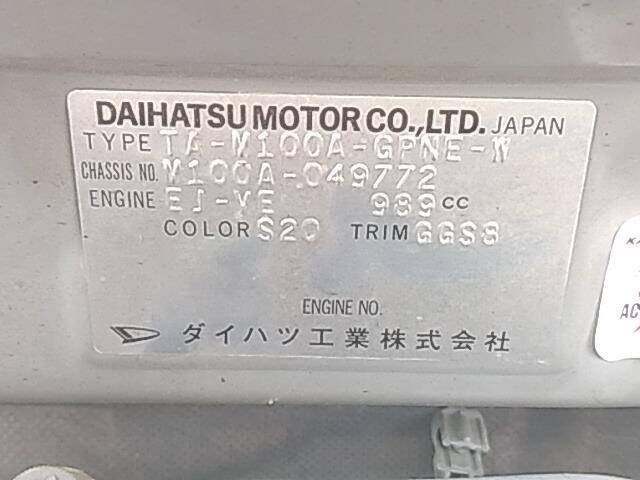 DAIHATSU MOTOR CO.,LTD. JAPAN
TYPE TA-M100A-GPNE-W
CHASSIS NO. M100A-049772
ENGINE EJ-VE 989 cc
COLOR S20 TRIM GGS8
ENGINE NO.
ダイハツ工業株式会社
AC